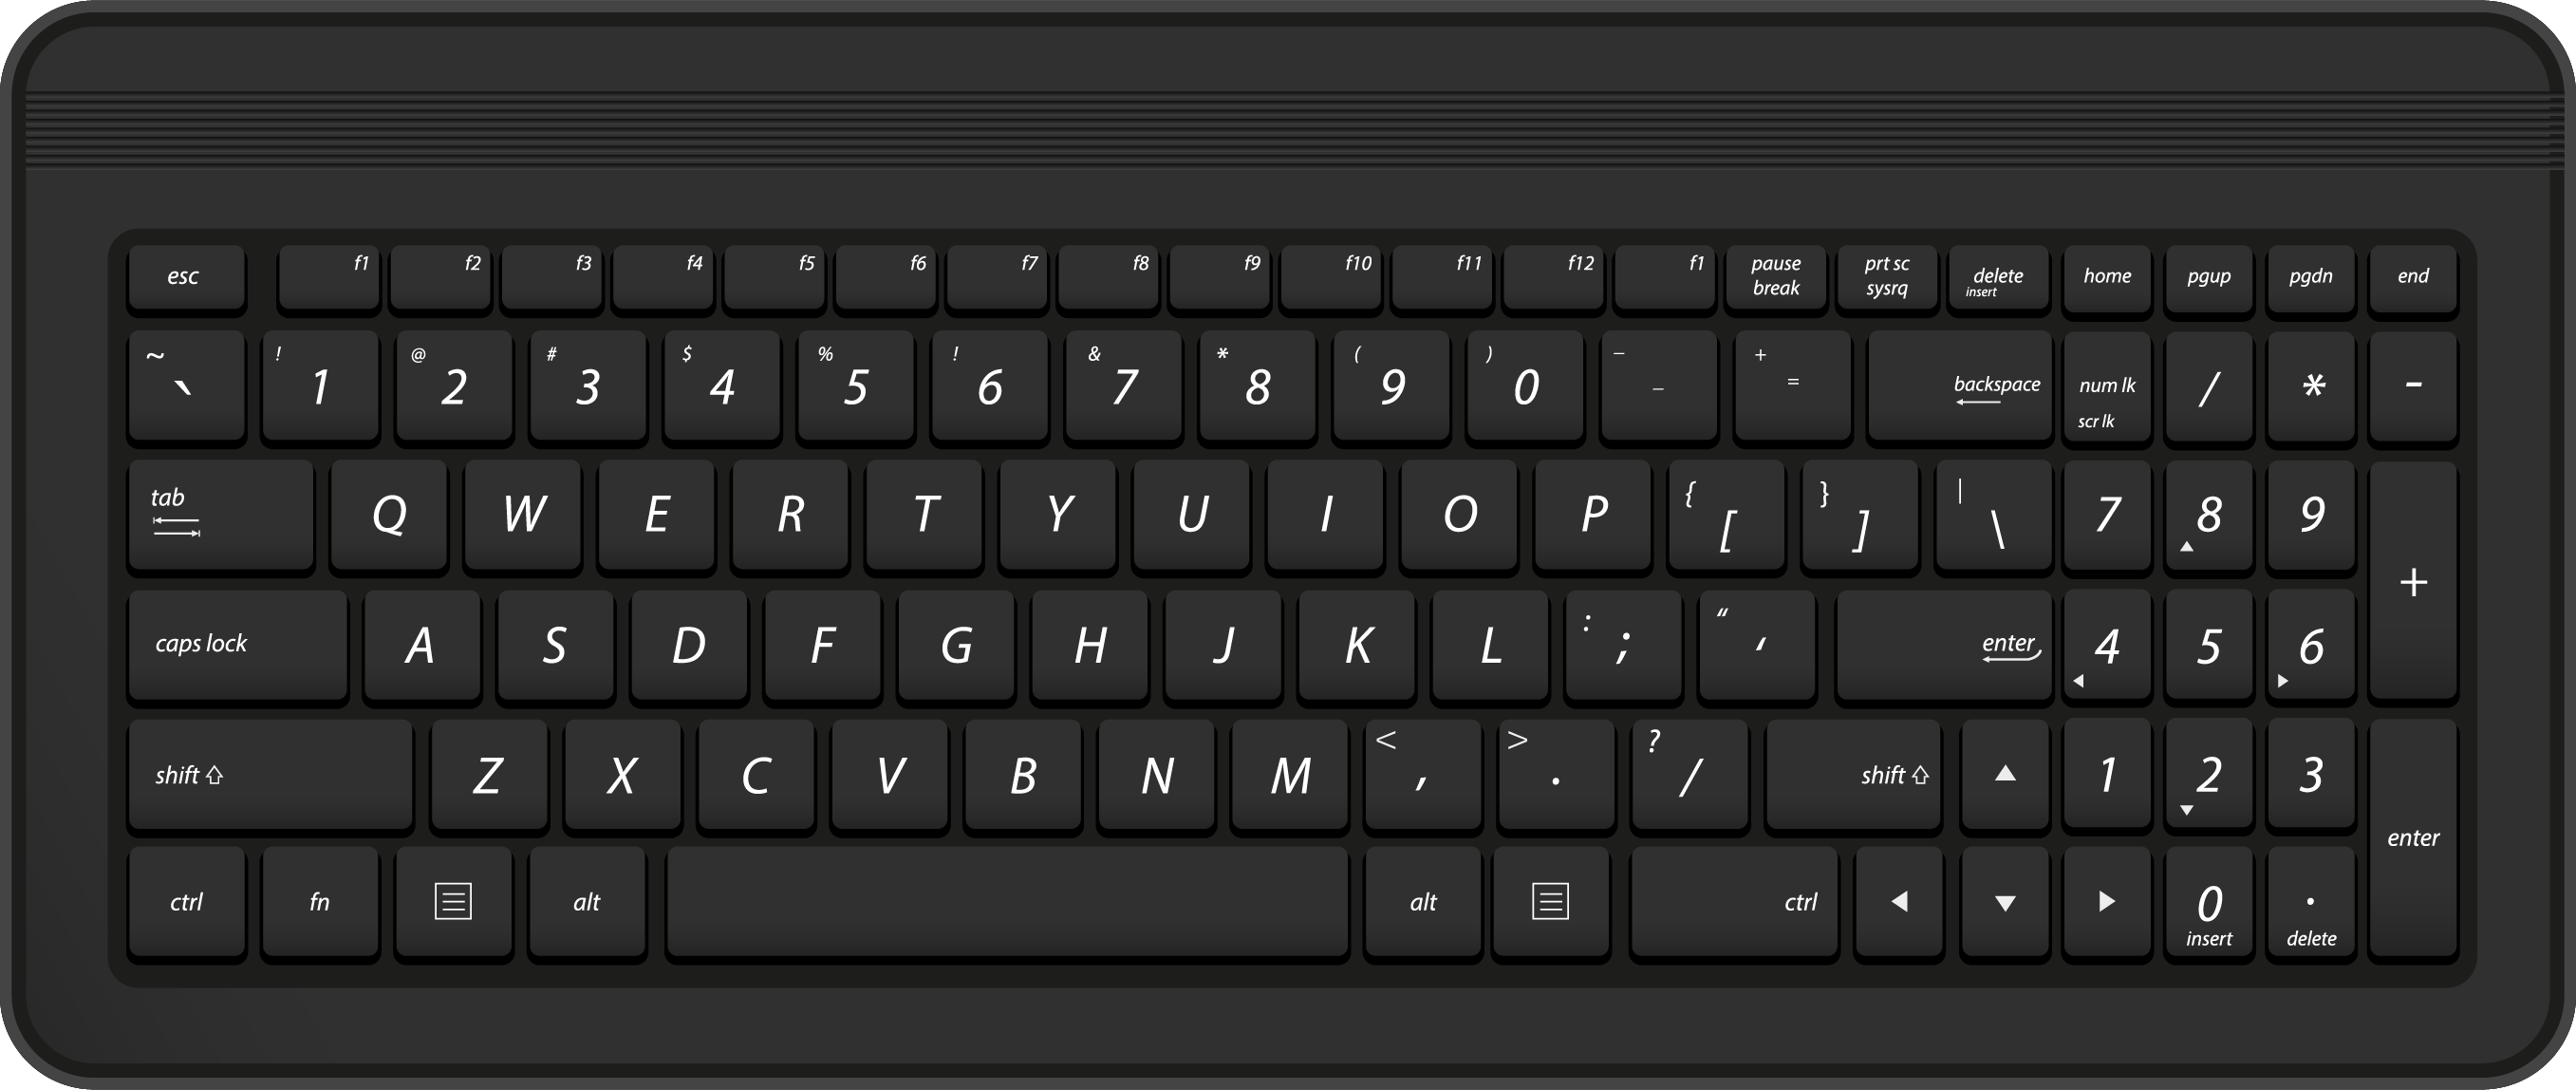 esc f1 f2 f3 f4 f5 f6 f7 f8 f9 f10 f11 f12 f1 pause break prt sc sysrq delete insert home pgup pgdn end
~ ` ! 1 @ 2 # 3 $ 4 % 5 ! 6 & 7 * 8 ( 9 ) 0 – – + = backspace num lk scr lk / * -
tab Q W E R T Y U I O P { [ } ] | \ 7 8 9 +
caps lock A S D F G H J K L : ; “ ‘ enter 4 5 6
shift Z X C V B N M < , > . ? / shift 1 2 3 enter
ctrl fn alt alt ctrl 0 insert . delete